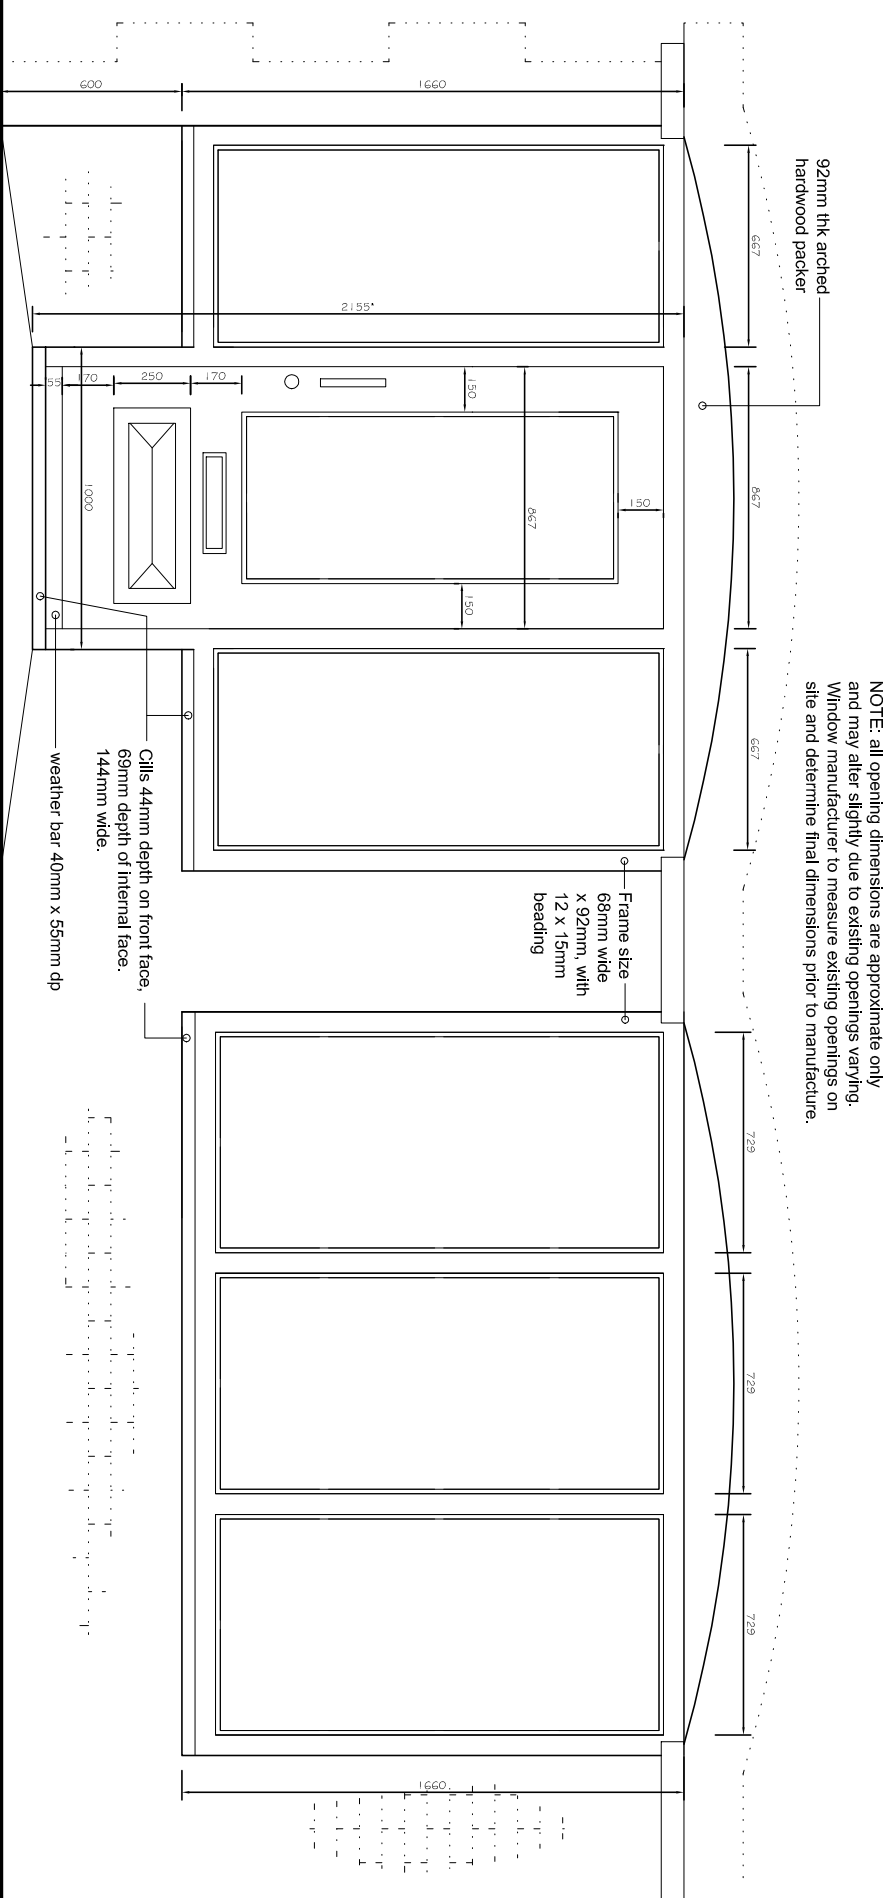 NOTE: all opening dimensions are approximate only
and may alter slightly due to existing openings varying.
Window manufacturer to measure existing openings on
site and determine final dimensions prior to manufacture.
92mm thk arched
hardwood packer
667
867
667
729
729
729
1660
600
2155*
150
150
867
150
Frame size
68mm wide
x 92mm, with
12 x 15mm
beading
1660.
170
250
170
55
1000
Cills 44mm depth on front face,
69mm depth of internal face.
144mm wide.
weather bar 40mm x 55mm dp